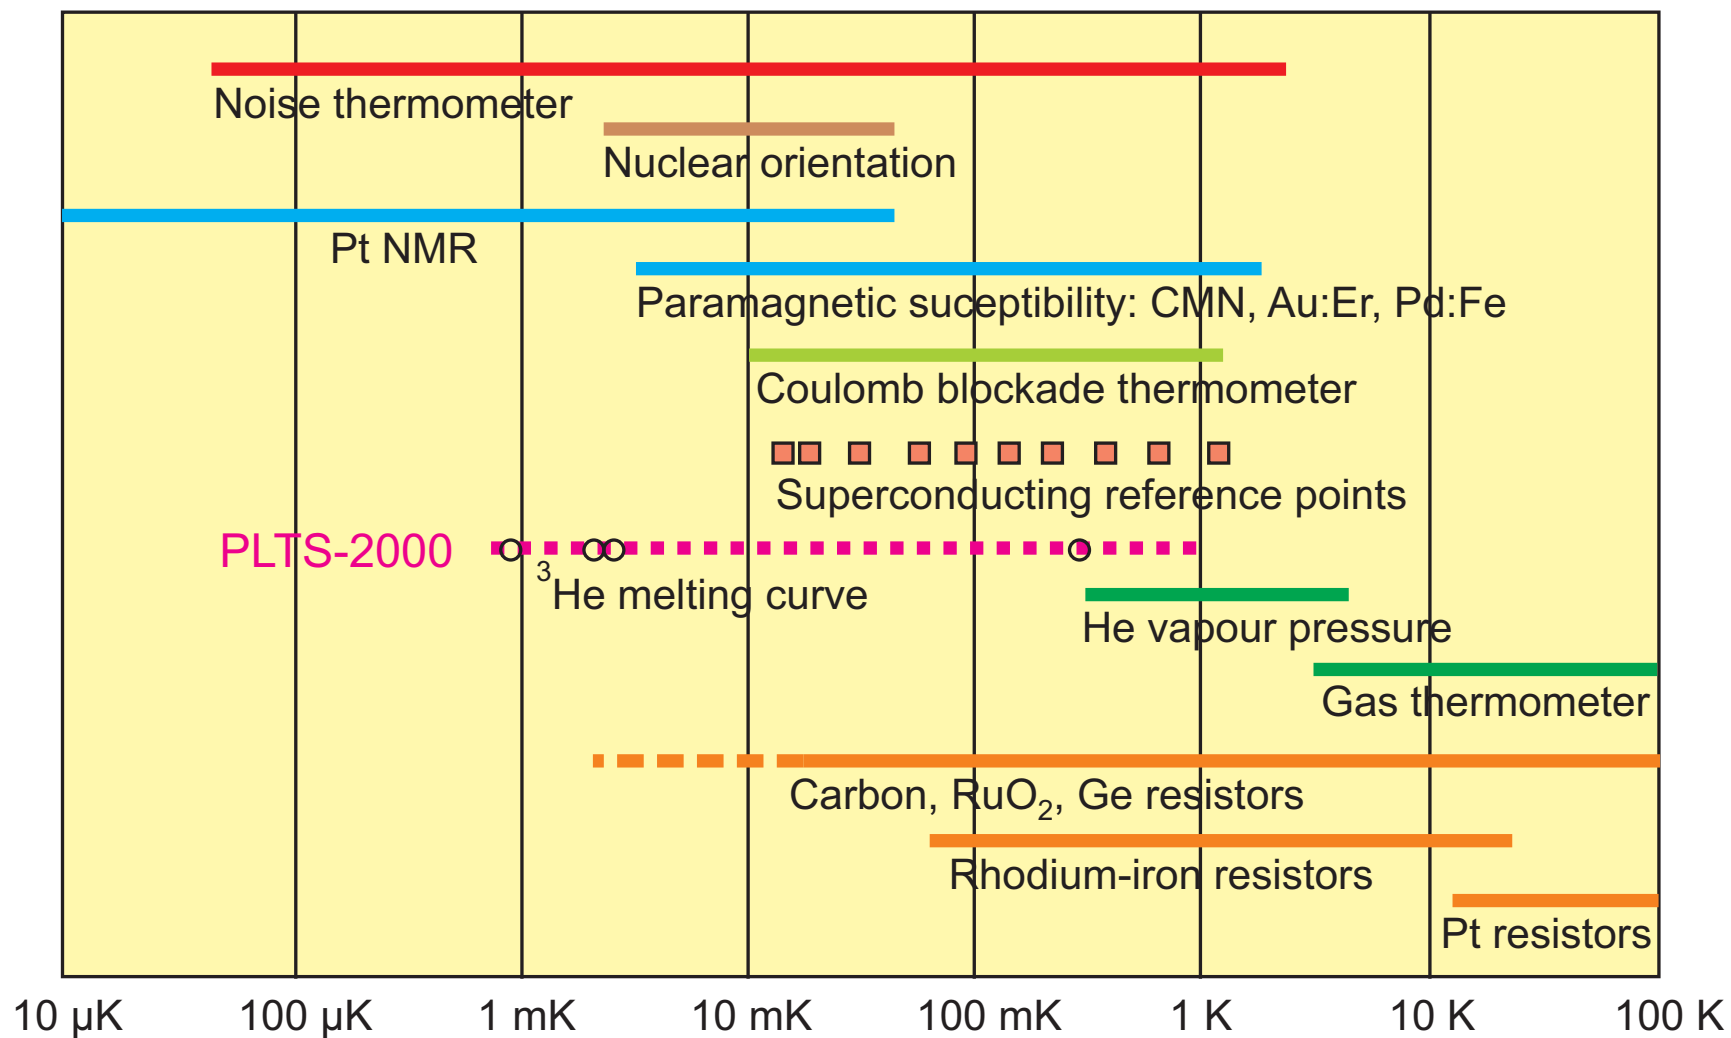 Noise thermometer
Nuclear orientation
Pt NMR
Paramagnetic suceptibility: CMN, Au:Er, Pd:Fe
Coulomb blockade thermometer
Superconducting reference points
PLTS-2000
³He melting curve
He vapour pressure
Gas thermometer
Carbon, RuO₂, Ge resistors
Rhodium-iron resistors
Pt resistors
10 µK 100 µK 1 mK 10 mK 100 mK 1 K 10 K 100 K